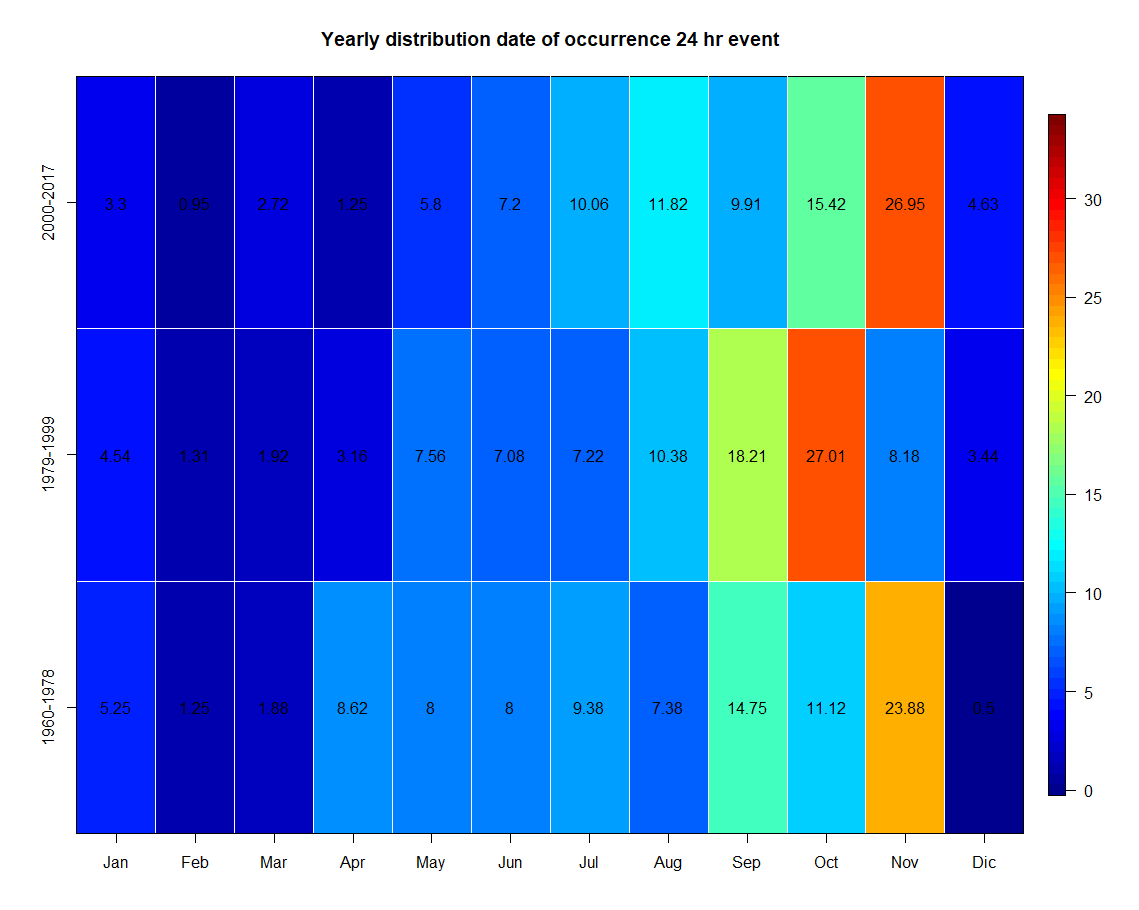 Yearly distribution date of occurrence 24 hr event
2000-2017
3.3 0.95 2.72 1.25 5.8 7.2 10.06 11.82 9.91 15.42 26.95 4.63
1979-1999
4.54 1.31 1.92 3.16 7.56 7.08 7.22 10.38 18.21 27.01 8.18 3.44
1960-1978
5.25 1.25 1.88 8.62 8 8 9.38 7.38 14.75 11.12 23.88 0.5
Jan Feb Mar Apr May Jun Jul Aug Sep Oct Nov Dic
30
25
20
15
10
5
0